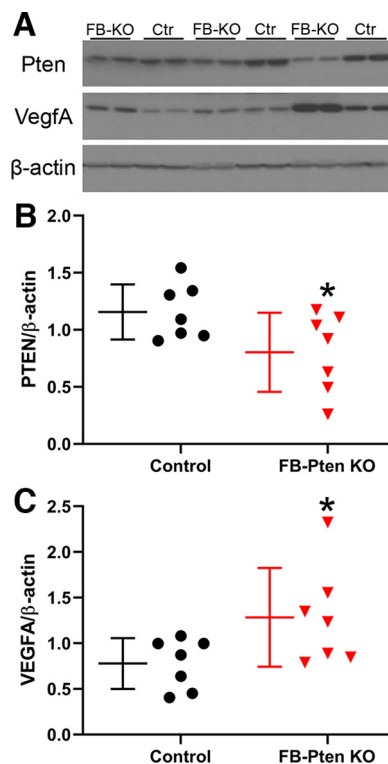 A
FB-KO Ctr FB-KO Ctr FB-KO Ctr
Pten
VegfA
β-actin
B
2.0
1.5
1.0
0.5
0.0
PTEN/β-actin
*
Control FB-Pten KO
C
2.5
2.0
1.5
1.0
0.5
0.0
VEGFA/β-actin
*
Control FB-Pten KO